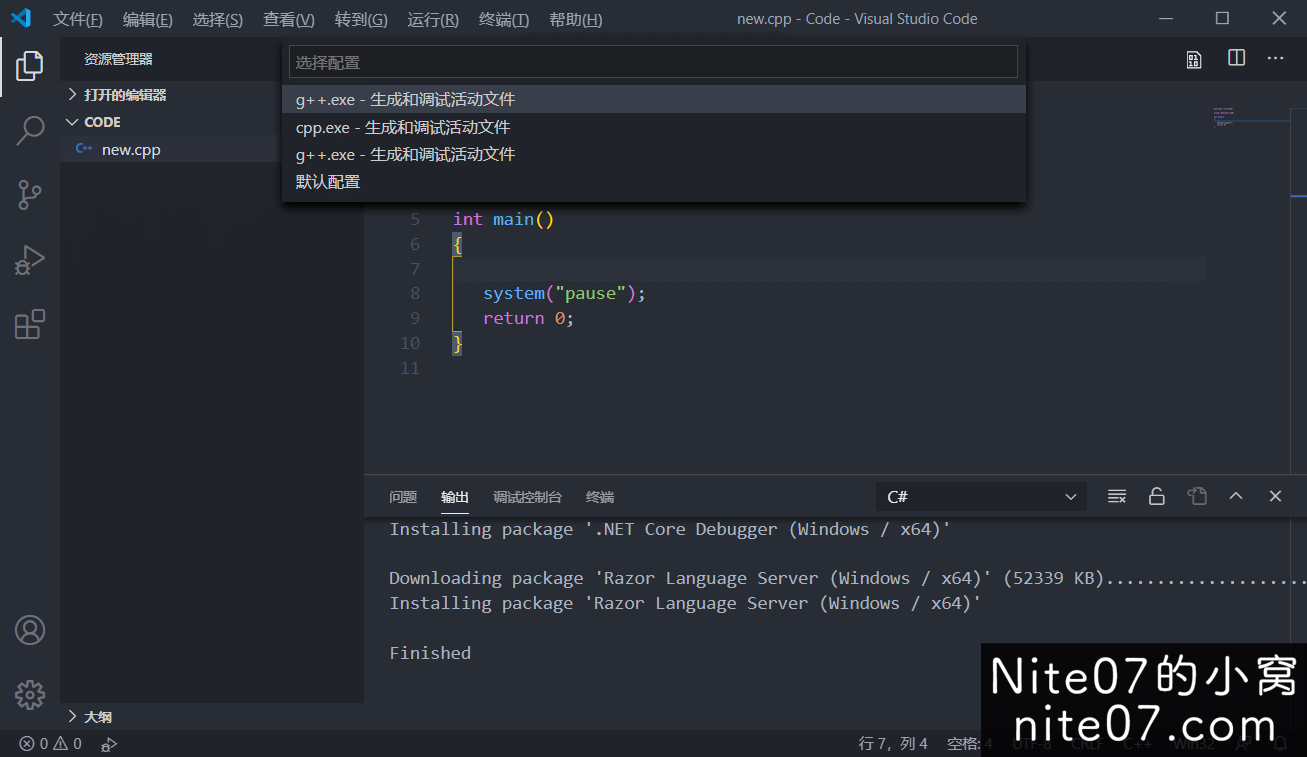 文件(F) 编辑(E) 选择(S) 查看(V) 转到(G) 运行(R) 终端(T) 帮助(H) new.cpp - Code - Visual Studio Code
资源管理器
选择配置
打开的编辑器
g++.exe - 生成和调试活动文件
CODE
cpp.exe - 生成和调试活动文件
C++ new.cpp
g++.exe - 生成和调试活动文件
默认配置
5 int main()
6 {
7
8 system("pause");
9 return 0;
10 }
11
问题 输出 调试控制台 终端 C#
Installing package '.NET Core Debugger (Windows / x64)'
Downloading package 'Razor Language Server (Windows / x64)' (52339 KB)......................
Installing package 'Razor Language Server (Windows / x64)'
Finished
Nite07的小窝
nite07.com
大纲
0 0 行 7，列 4 空格: 4 UTF-8 CRLF C++ Win32